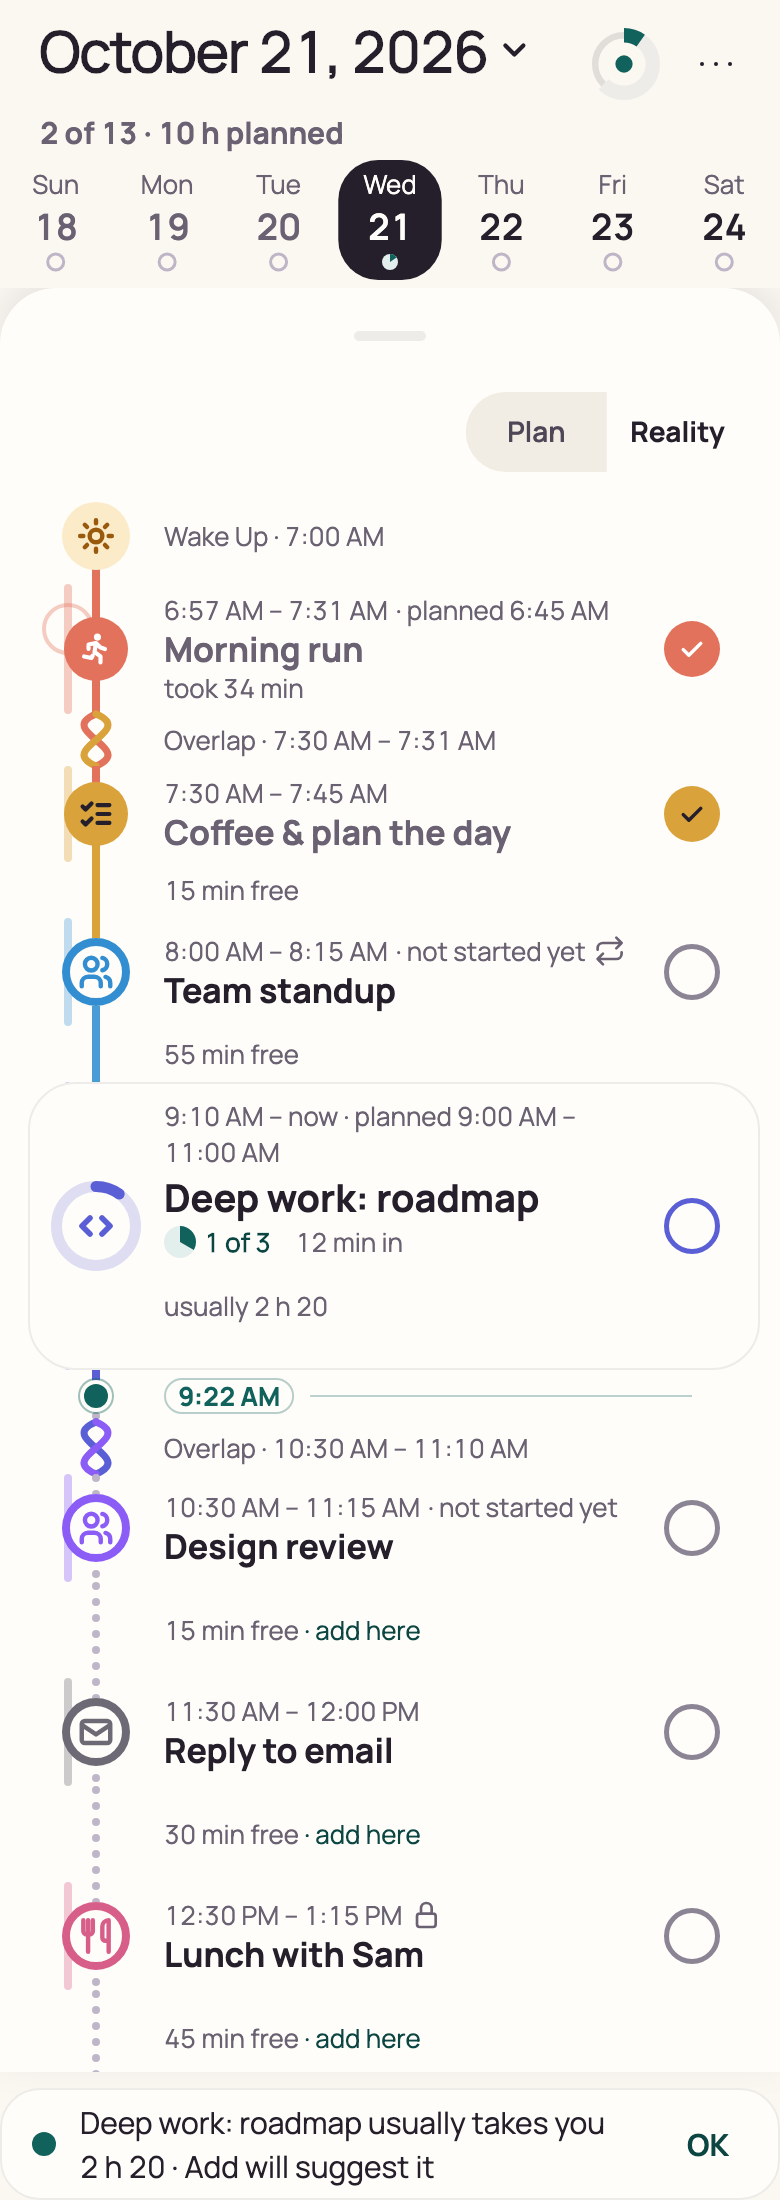 October 21, 2026
...
2 of 13 · 10 h planned
Sun Mon Tue Wed Thu Fri Sat
18 19 20 21 22 23 24
Plan Reality
Wake Up · 7:00 AM
6:57 AM – 7:31 AM · planned 6:45 AM
Morning run
took 34 min
Overlap · 7:30 AM – 7:31 AM
7:30 AM – 7:45 AM
Coffee & plan the day
15 min free
8:00 AM – 8:15 AM · not started yet
Team standup
55 min free
9:10 AM – now · planned 9:00 AM –
11:00 AM
Deep work: roadmap
1 of 3 12 min in
usually 2 h 20
9:22 AM
Overlap · 10:30 AM – 11:10 AM
10:30 AM – 11:15 AM · not started yet
Design review
15 min free · add here
11:30 AM – 12:00 PM
Reply to email
30 min free · add here
12:30 PM – 1:15 PM
Lunch with Sam
45 min free · add here
Deep work: roadmap usually takes you
2 h 20 · Add will suggest it
OK